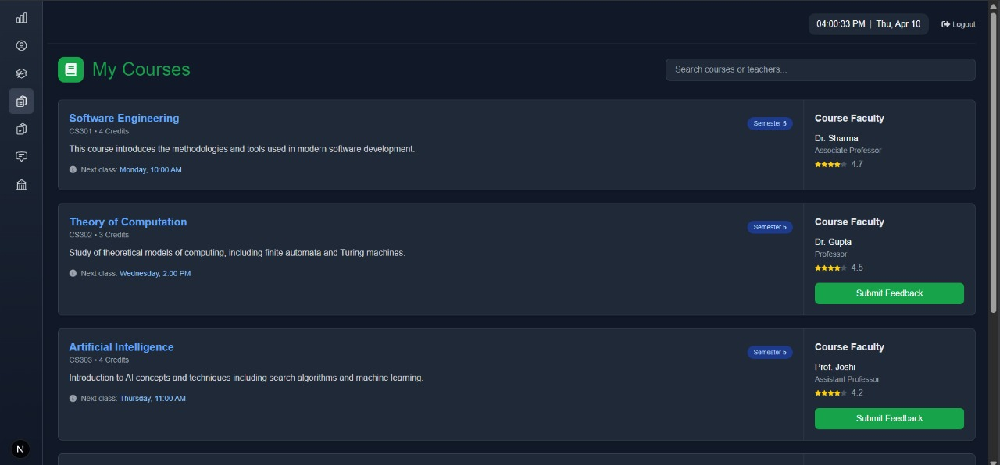 04:00:33 PM | Thu, Apr 10
Logout
My Courses
Search courses or teachers...
Software Engineering
CS301 • 4 Credits
Semester 5
This course introduces the methodologies and tools used in modern software development.
Next class: Monday, 10:00 AM
Course Faculty
Dr. Sharma
Associate Professor
4.7
Theory of Computation
CS302 • 3 Credits
Semester 5
Study of theoretical models of computing, including finite automata and Turing machines.
Next class: Wednesday, 2:00 PM
Course Faculty
Dr. Gupta
Professor
4.5
Submit Feedback
Artificial Intelligence
CS303 • 4 Credits
Semester 5
Introduction to AI concepts and techniques including search algorithms and machine learning.
Next class: Thursday, 11:00 AM
Course Faculty
Prof. Joshi
Assistant Professor
4.2
Submit Feedback
N